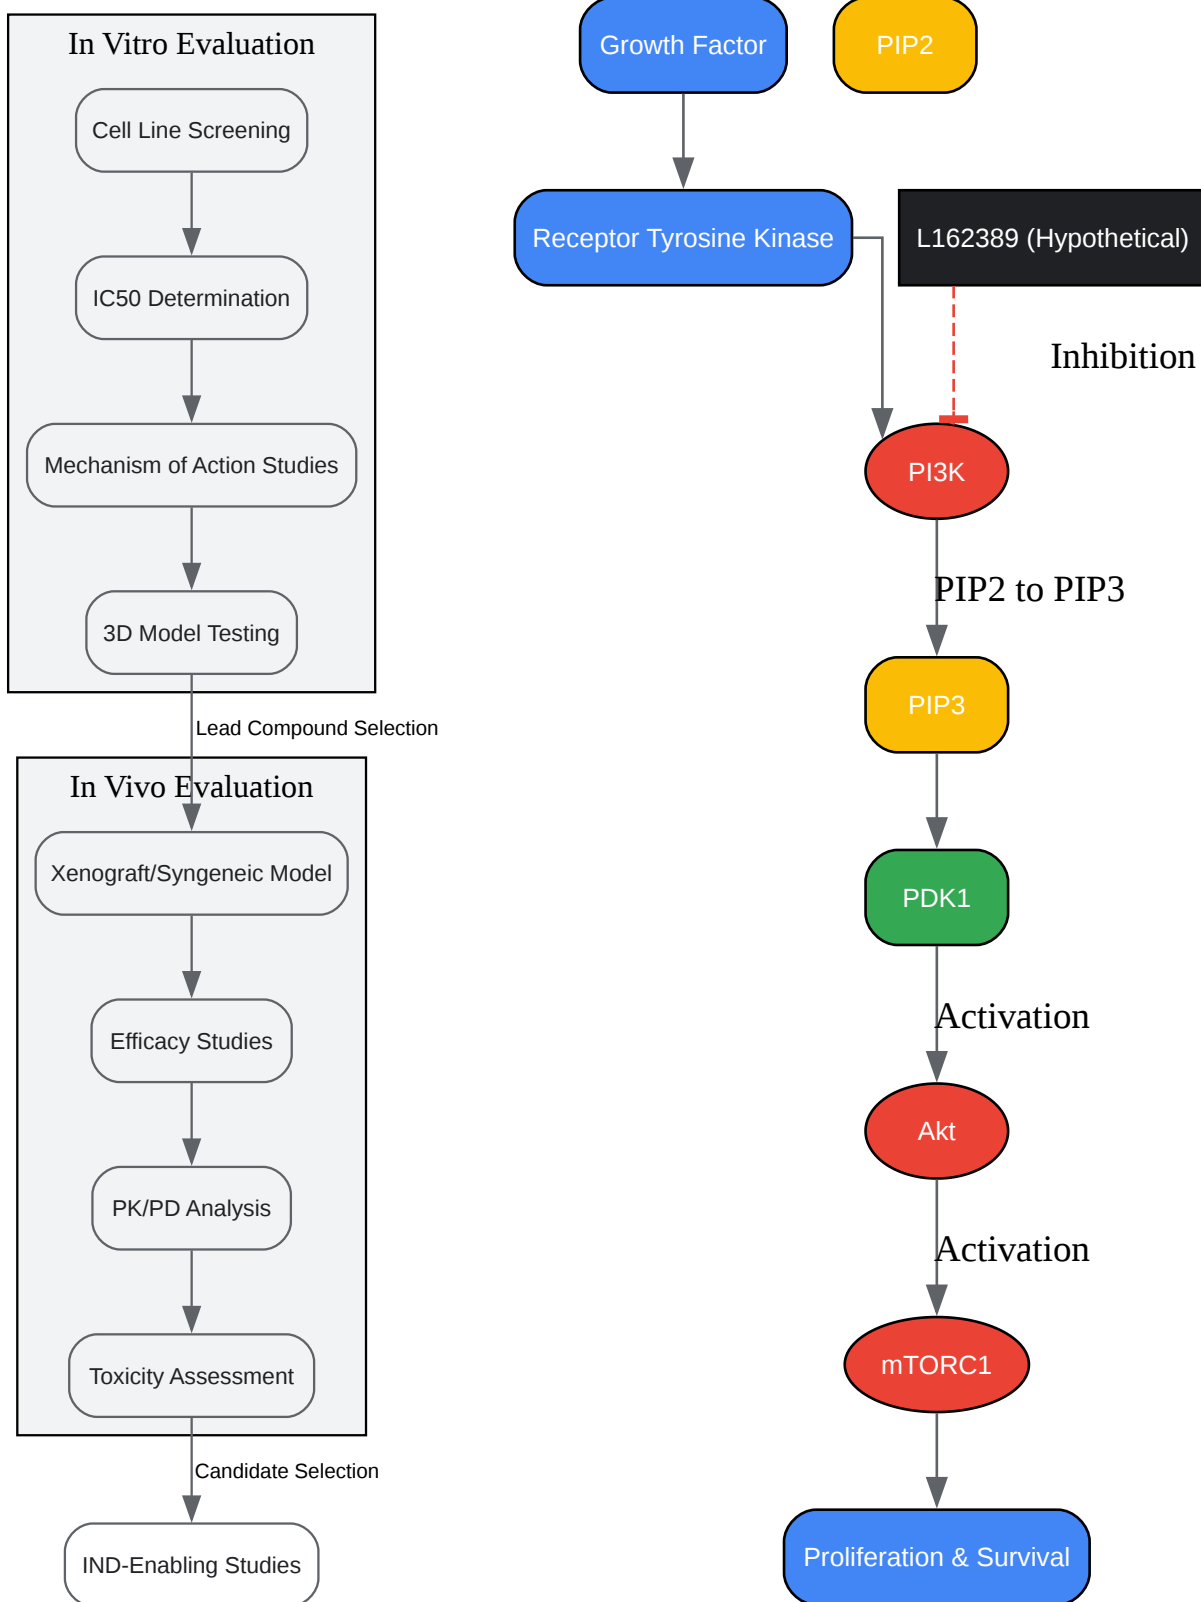 In Vitro Evaluation
Cell Line Screening
IC50 Determination
Mechanism of Action Studies
3D Model Testing
Lead Compound Selection
In Vivo Evaluation
Xenograft/Syngeneic Model
Efficacy Studies
PK/PD Analysis
Toxicity Assessment
Candidate Selection
IND-Enabling Studies
Growth Factor
PIP2
Receptor Tyrosine Kinase
L162389 (Hypothetical)
Inhibition
PI3K
PIP2 to PIP3
PIP3
PDK1
Activation
Akt
Activation
mTORC1
Proliferation & Survival